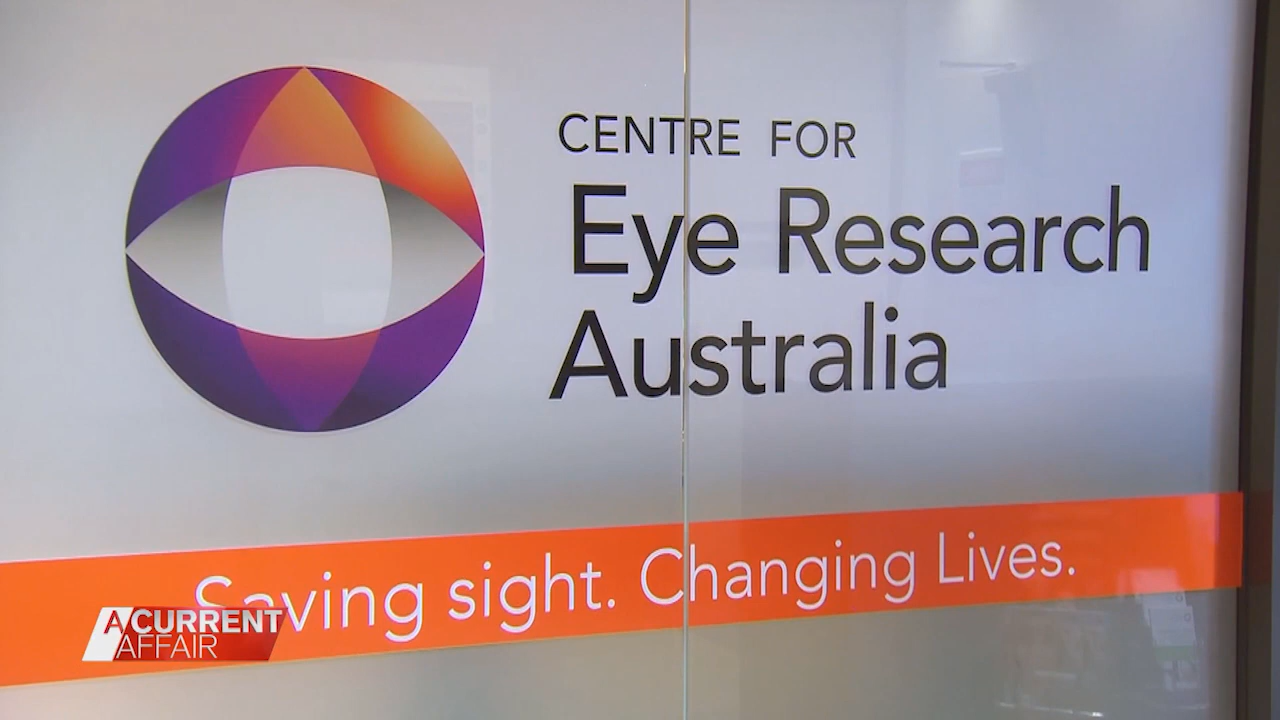 CENTRE FOR
Eye Research
Australia
Saving sight. Changing Lives.
A CURRENT
AFFAIR